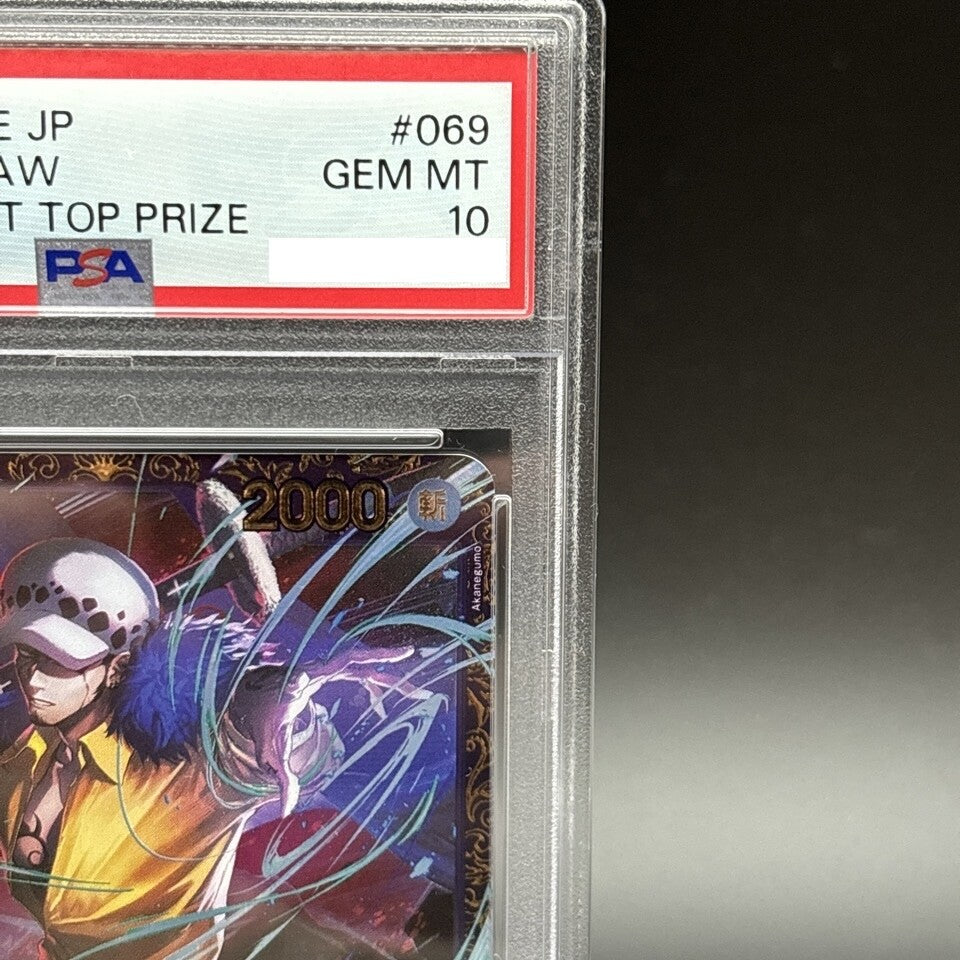 E JP
#069
AW
GEM MT
T TOP PRIZE
10
PSA
2000
斬
Akanegumo